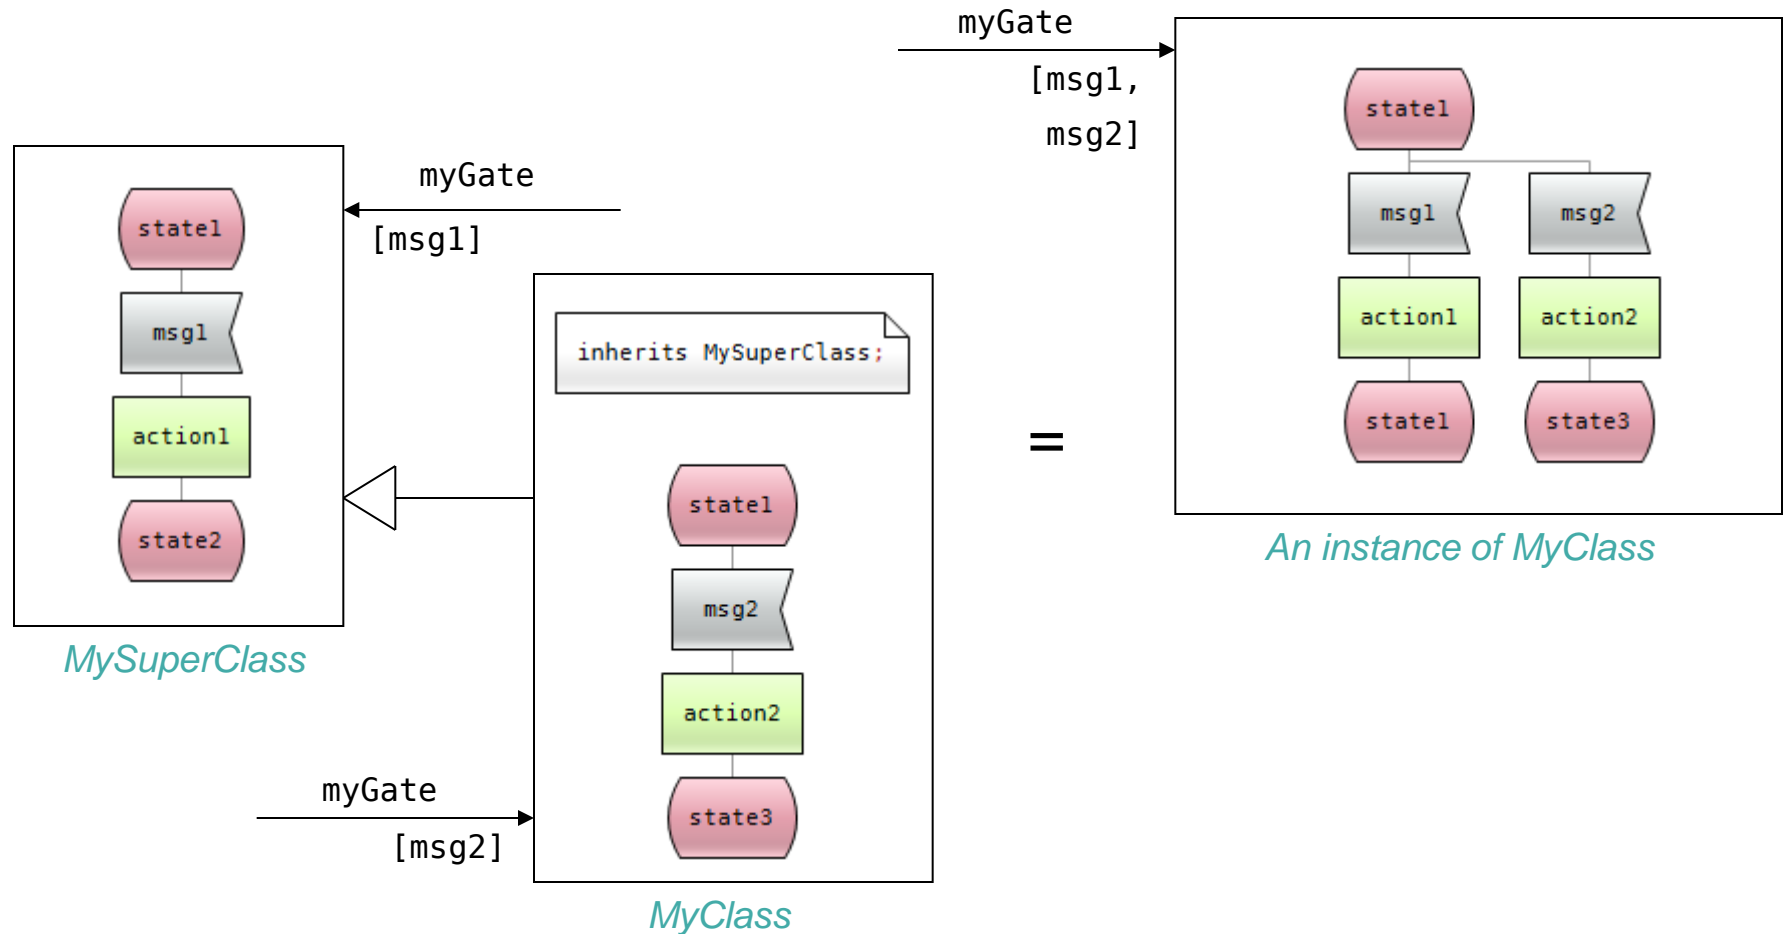 myGate
[msg1]
state1
msg1
action1
state2
MySuperClass
inherits MySuperClass;
state1
msg2
action2
state3
myGate
[msg2]
MyClass
=
myGate
[msg1,
msg2]
state1
msg1 msg2
action1 action2
state1 state3
An instance of MyClass